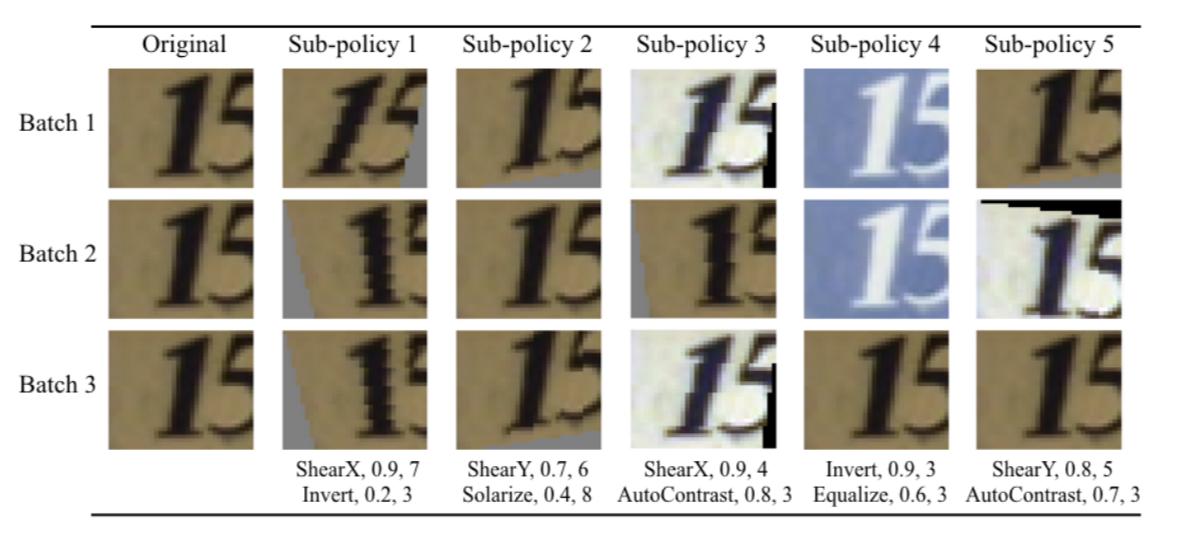 Original Sub-policy 1 Sub-policy 2 Sub-policy 3 Sub-policy 4 Sub-policy 5
Batch 1 15 15 15 15 15 15
Batch 2 15 15 15 15 15 15
Batch 3 15 15 15 15 15 15
ShearX, 0.9, 7 ShearY, 0.7, 6 ShearX, 0.9, 4 Invert, 0.9, 3 ShearY, 0.8, 5
Invert, 0.2, 3 Solarize, 0.4, 8 AutoContrast, 0.8, 3 Equalize, 0.6, 3 AutoContrast, 0.7, 3